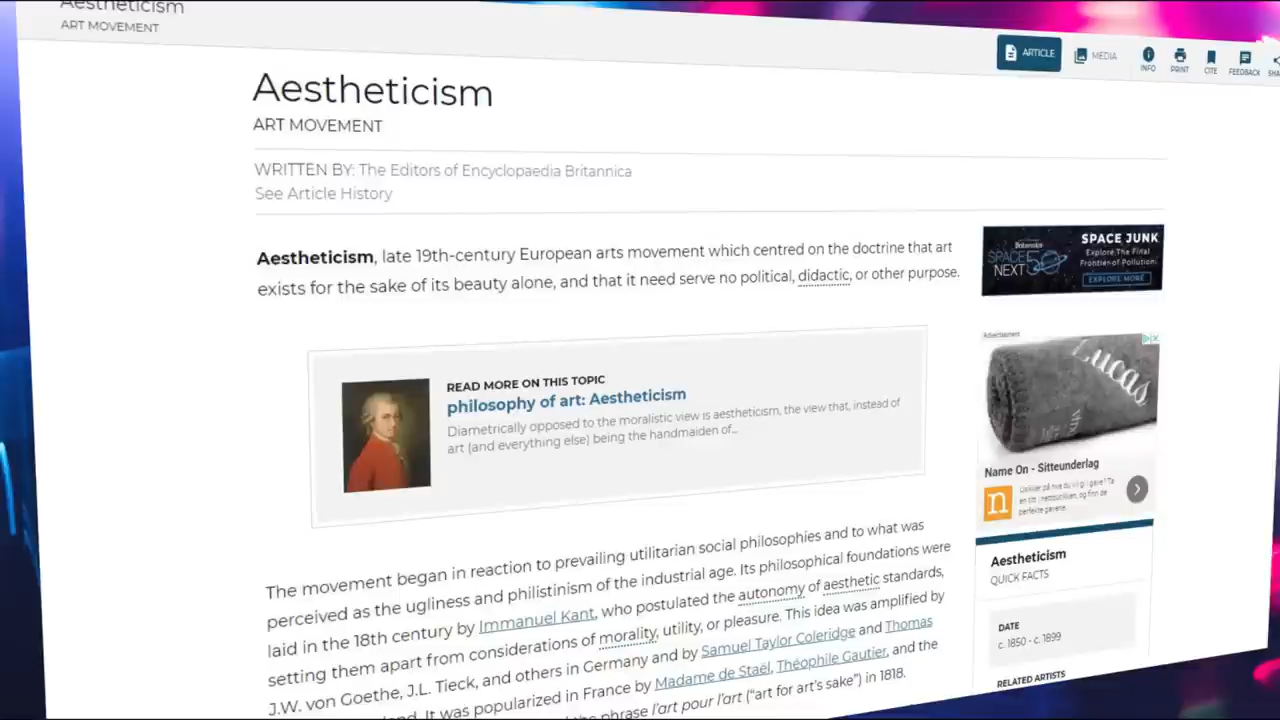 Aestheticism
ART MOVEMENT
ARTICLE
MEDIA
INFO
PRINT
CITE
FEEDBACK
Aestheticism
ART MOVEMENT
WRITTEN BY: The Editors of Encyclopaedia Britannica
See Article History
Aestheticism, late 19th-century European arts movement which centred on the doctrine that art
exists for the sake of its beauty alone, and that it need serve no political, didactic, or other purpose.
READ MORE ON THIS TOPIC
philosophy of art: Aestheticism
Diametrically opposed to the moralistic view is aestheticism, the view that, instead of
art (and everything else) being the handmaiden of...
The movement began in reaction to prevailing utilitarian social philosophies and to what was
perceived as the ugliness and philistinism of the industrial age. Its philosophical foundations were
laid in the 18th century by Immanuel Kant, who postulated the autonomy of aesthetic standards,
setting them apart from considerations of morality, utility, or pleasure. This idea was amplified by
J.W. von Goethe, J.L. Tieck, and others in Germany and by Samuel Taylor Coleridge and Thomas
It was popularized in France by Madame de Staël, Théophile Gautier, and the
the phrase l'art pour l'art ("art for art's sake") in 1818.
Britannica
SPACE
NEXT
SPACE JUNK
Explore The Final
Frontier of Pollution
EXPLORE MORE
Advertisement
Lucas
Name On - Sitteunderlag
n
perfekte gavene.
Aestheticism
QUICK FACTS
DATE
c. 1850 - c. 1899
RELATED ARTISTS